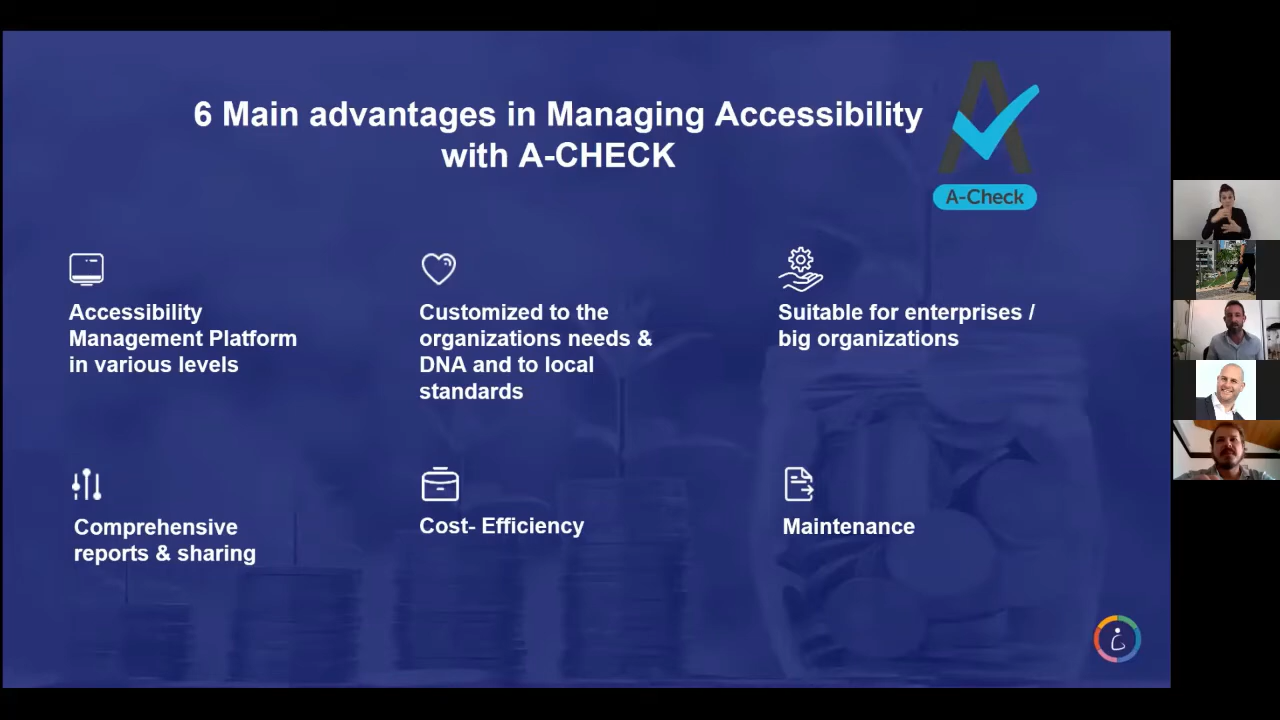 6 Main advantages in Managing Accessibility
with A-CHECK
A-Check
Accessibility
Management Platform
in various levels
Customized to the
organizations needs &
DNA and to local
standards
Suitable for enterprises /
big organizations
Comprehensive
reports & sharing
Cost- Efficiency
Maintenance